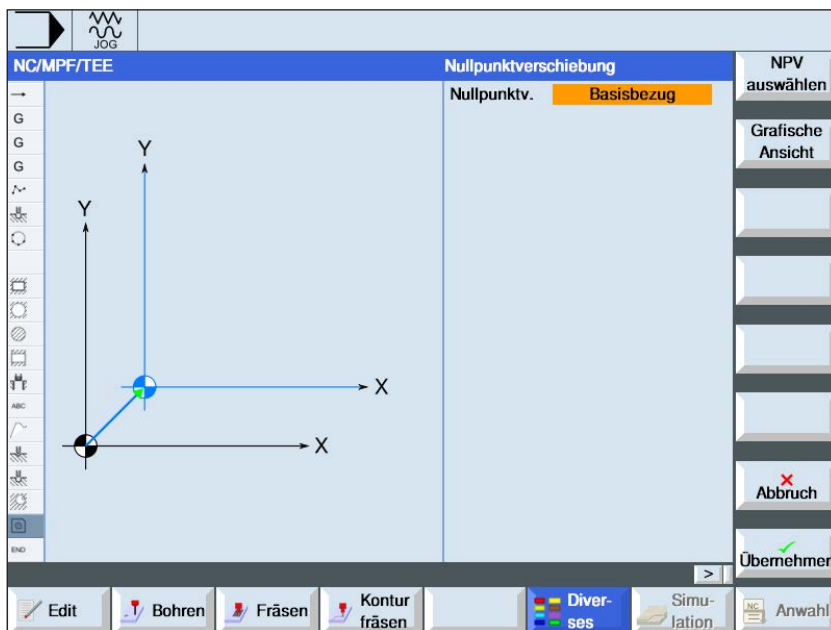 JOG
NC/MPF/TEE
Nullpunktverschiebung
Nullpunktv. Basisbezug
G
G
G
ABC
END
Y
Y
X
X
NPV
auswählen
Grafische
Ansicht
Abbruch
Übernehmen
>
Edit
Bohren
Fräsen
Kontur
fräsen
Diver-
ses
Simu-
lation
NC
Anwahl